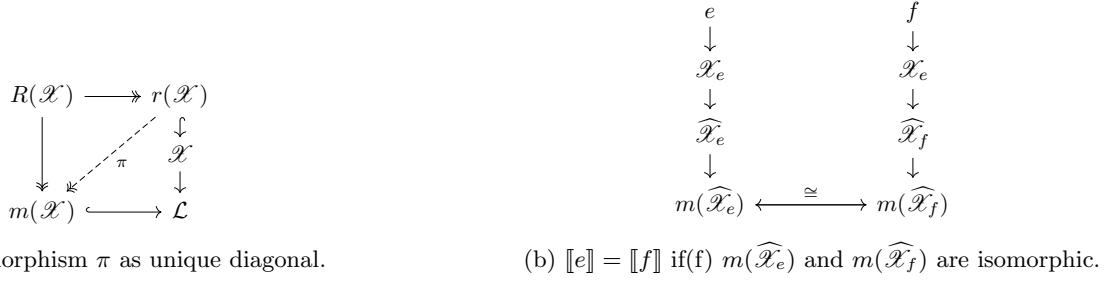 e f
𝒳_e 𝒳_e
R(𝒳) r(𝒳)
\widehat{𝒳_e} \widehat{𝒳_f}
π 𝒳
m(𝒳) ℒ m(\widehat{𝒳_e}) ≅ m(\widehat{𝒳_f})
orphism π as unique diagonal. (b) ⟦e⟧ = ⟦f⟧ if(f) m(\widehat{𝒳_e}) and m(\widehat{𝒳_f}) are isomorphic.